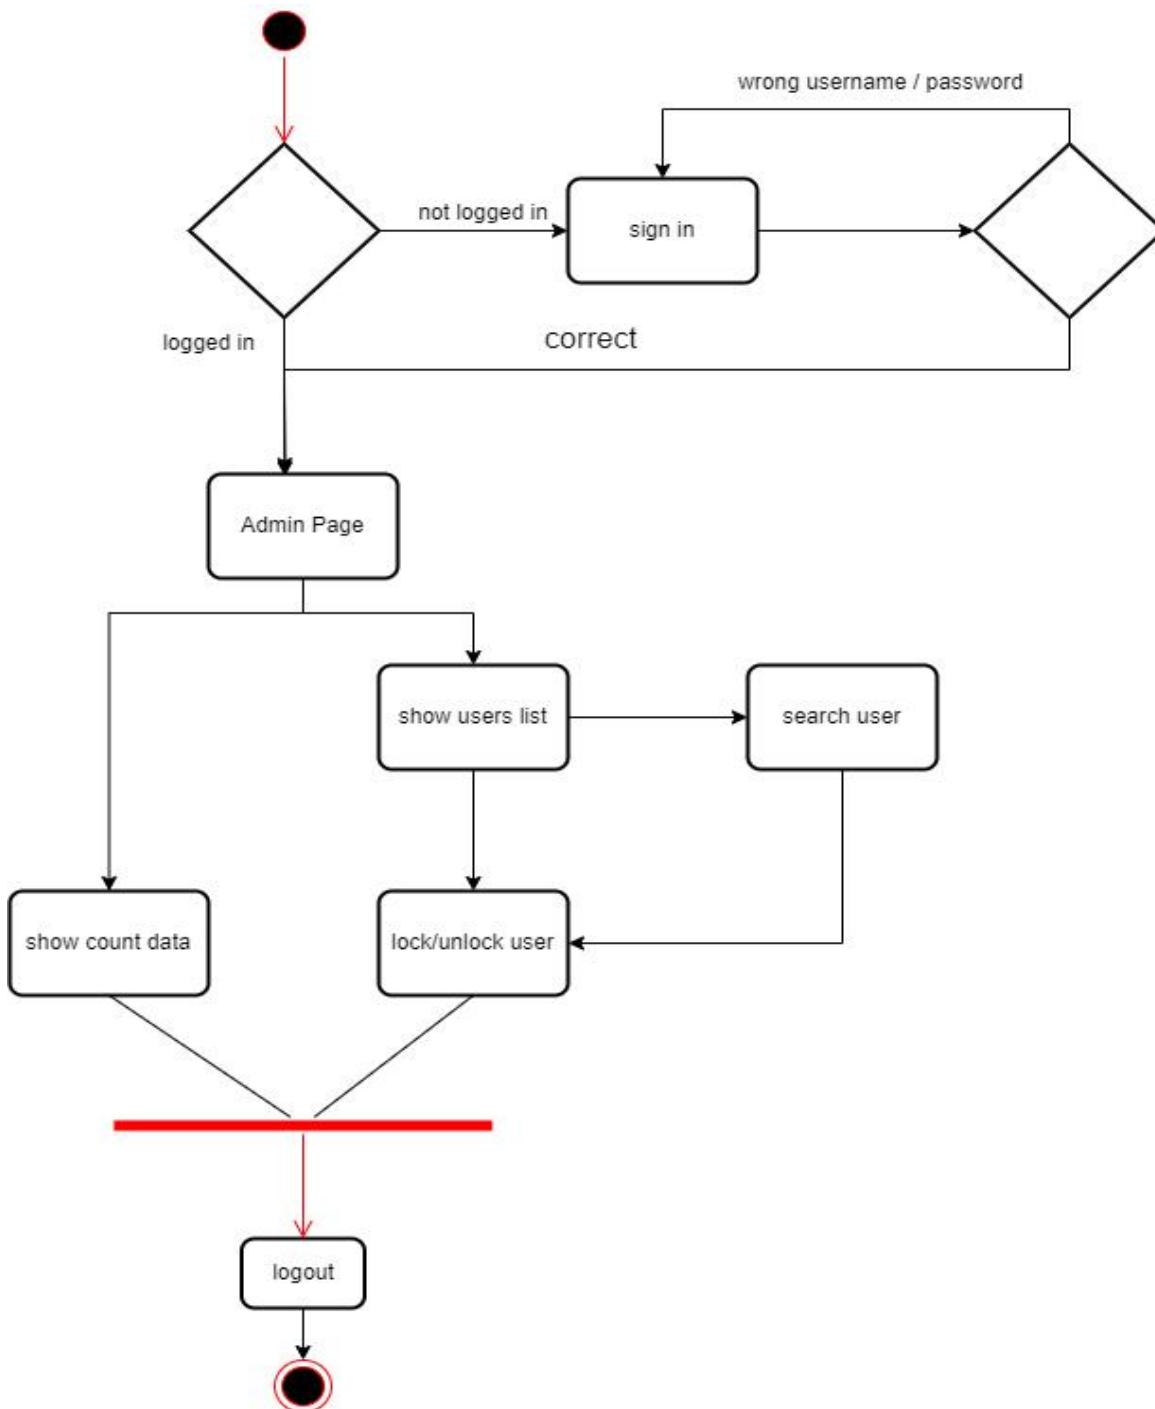 wrong username / password
not logged in
sign in
logged in
correct
Admin Page
show users list
search user
show count data
lock/unlock user
logout